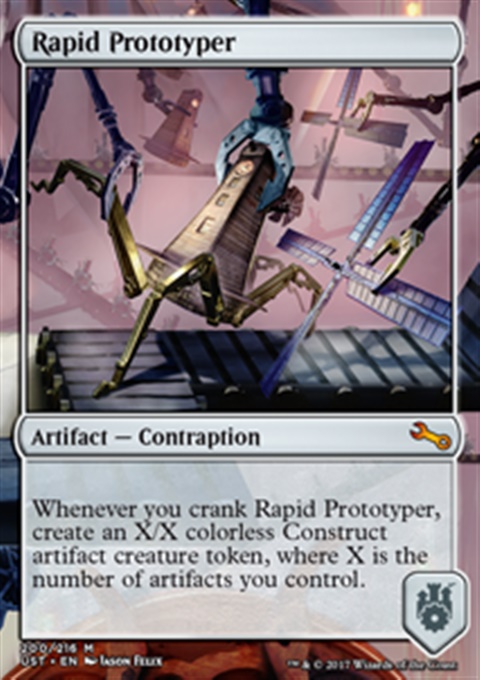 Rapid Prototyper
Artifact — Contraption
Whenever you crank Rapid Prototyper,
create an X/X colorless Construct
artifact creature token, where X is the
number of artifacts you control.
200/216 M
UST • EN Jason Felix
™ & © 2017 Wizards of the Coast